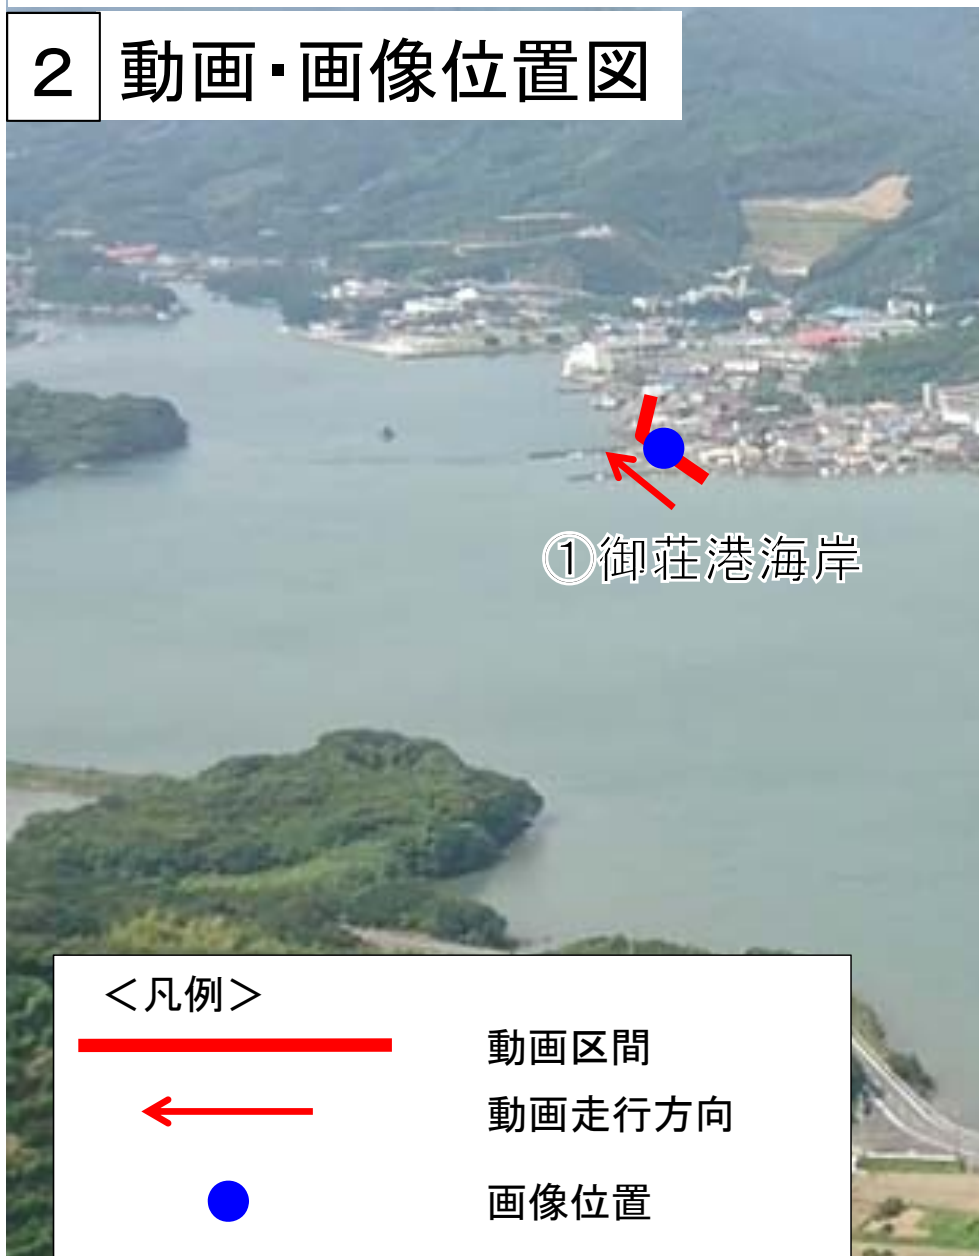 2 動画・画像位置図
①御荘港海岸
＜凡例＞
動画区間
動画走行方向
画像位置